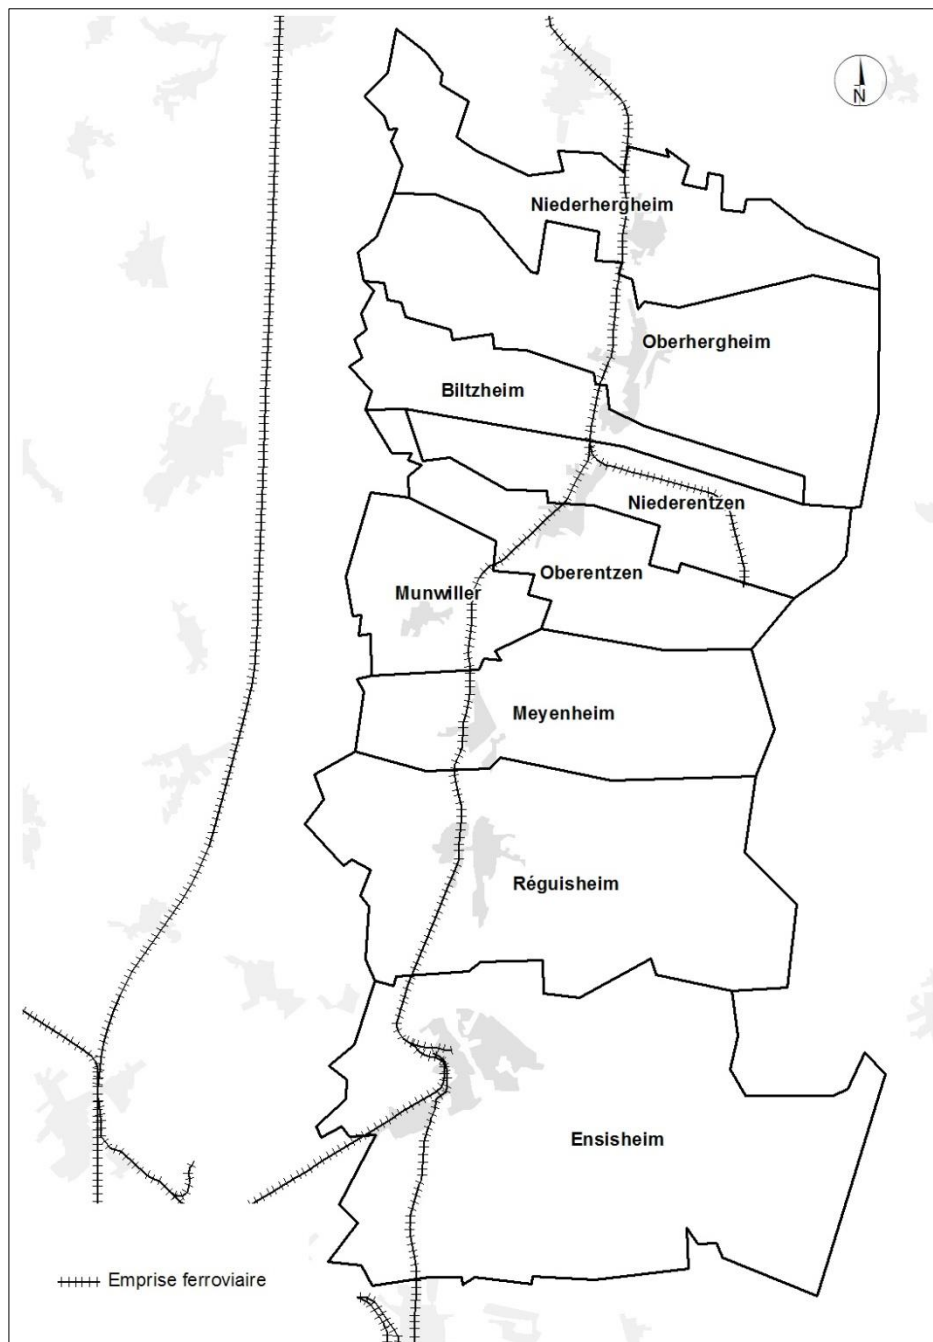 N
Niederhergheim
Oberhergheim
Biltzheim
Niederentzen
Oberentzen
Munwiller
Meyenheim
Réguisheim
Ensisheim
Emprise ferroviaire